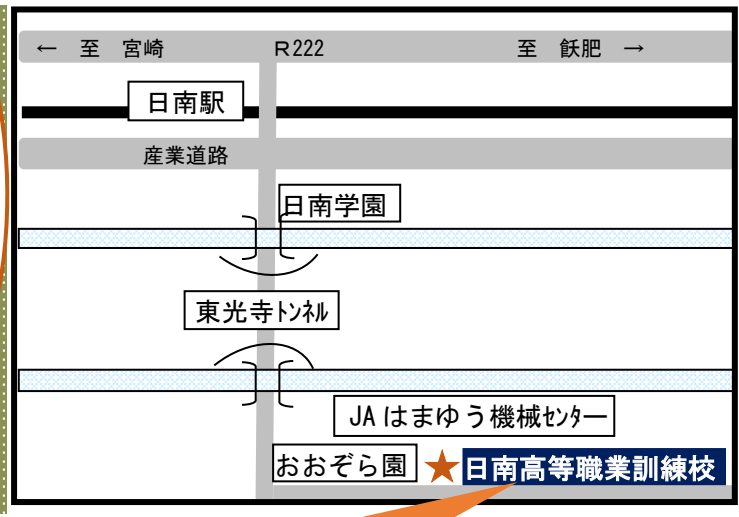 ← 至 宮崎 R222 至 飫肥 →
日南駅
産業道路
日南学園
東光寺ﾄﾝﾈﾙ
JAはまゆう機械ｾﾝﾀｰ
おおぞら園 ★日南高等職業訓練校